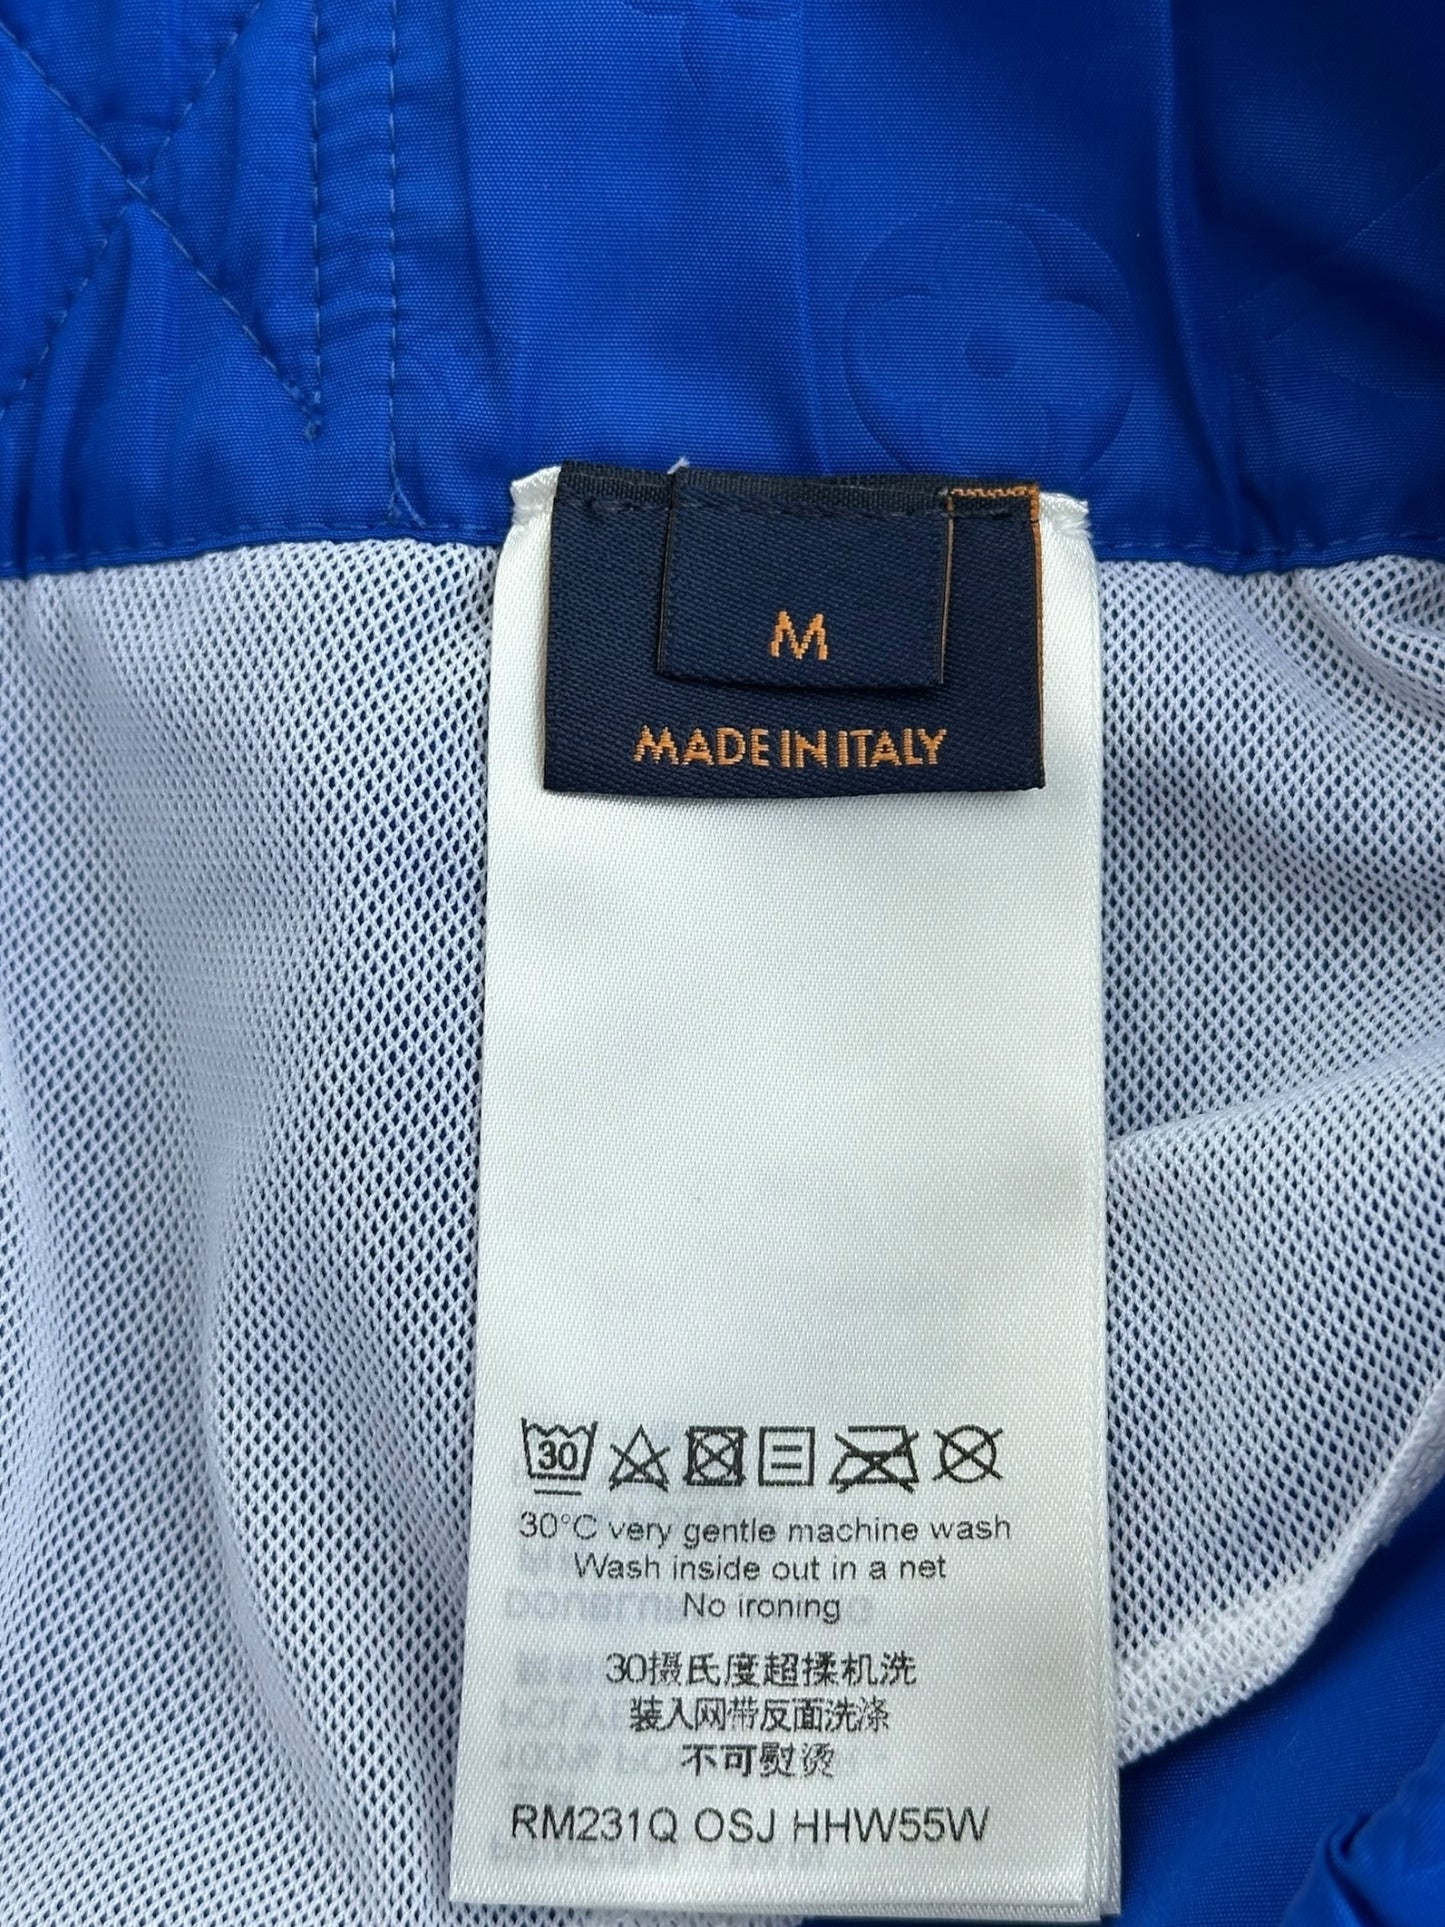 M
MADE IN ITALY
30
30°C very gentle machine wash
Wash inside out in a net
No ironing
30摄氏度超揉机洗
装入网带反面洗涤
不可熨烫
RM231Q OSJ HHW55W